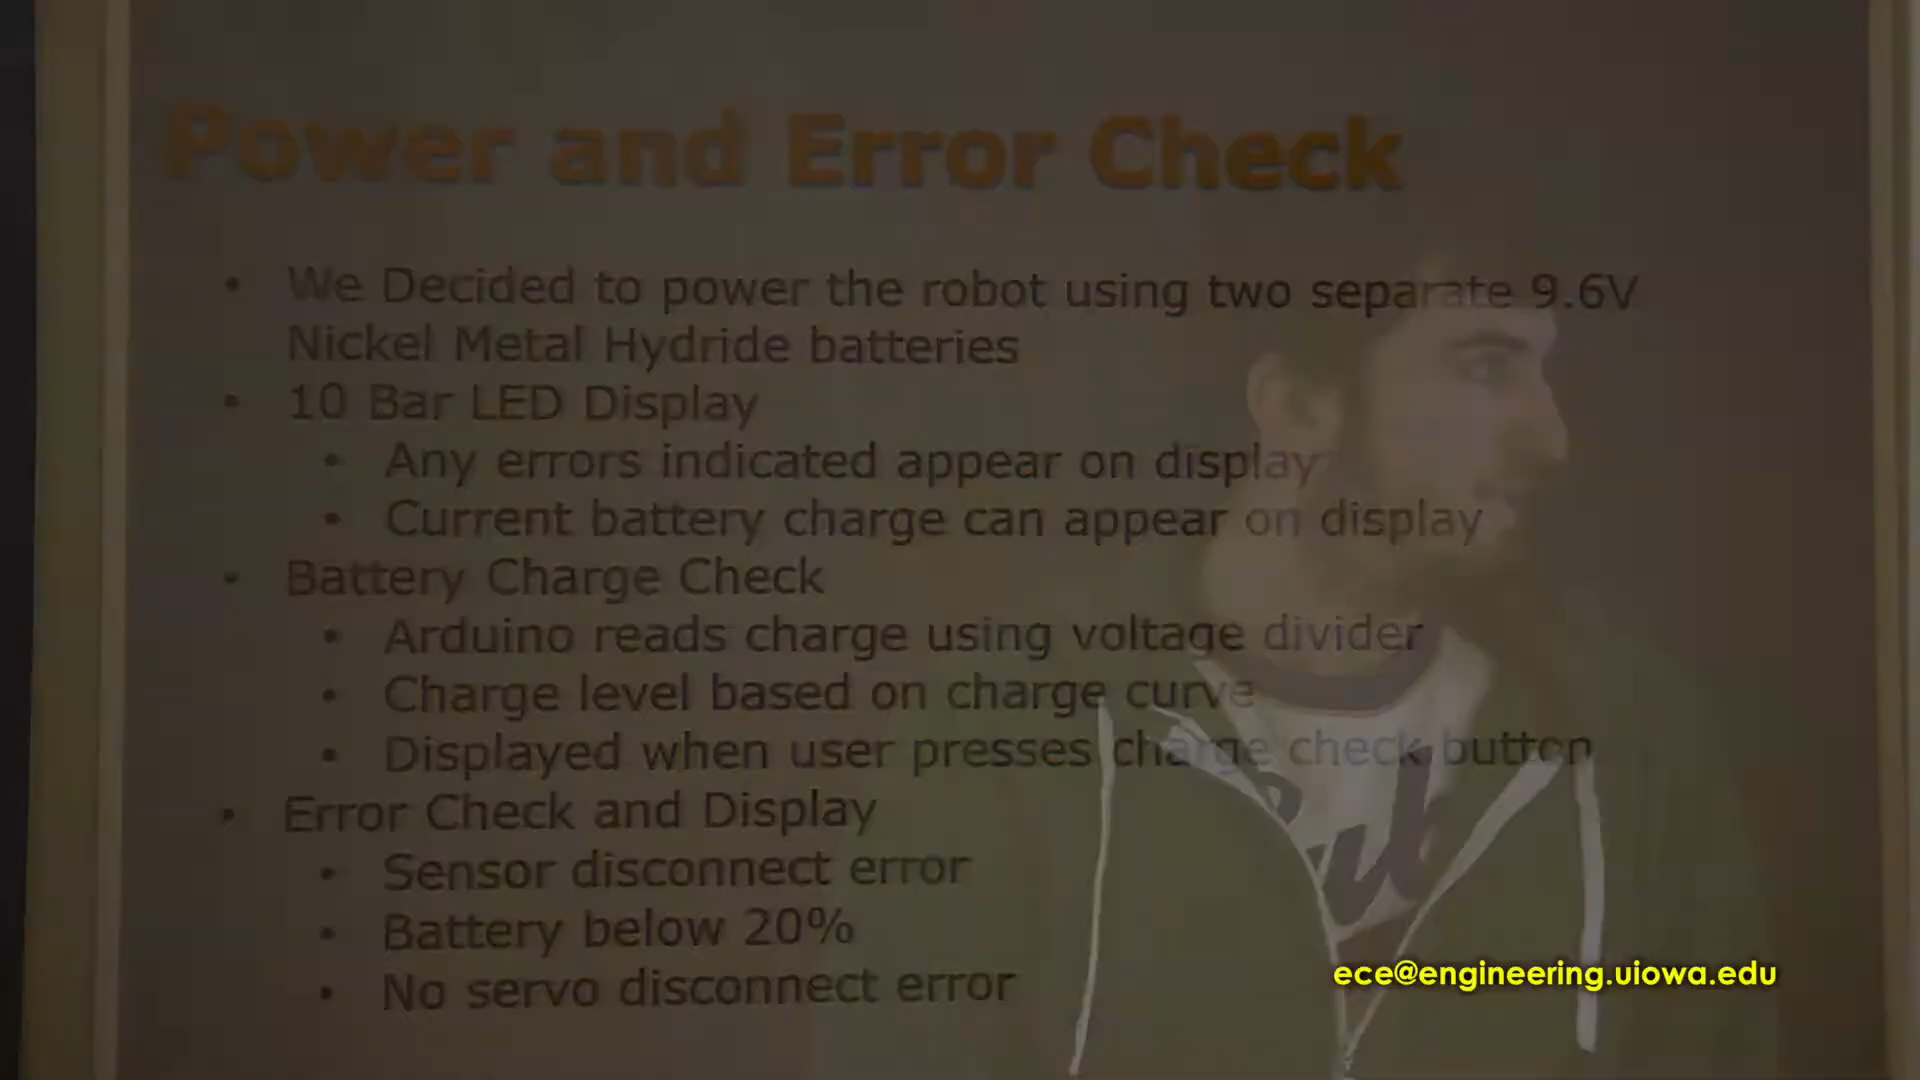 Power and Error Check
• We Decided to power the robot using two separate 9.6V
Nickel Metal Hydride batteries
• 10 Bar LED Display
• Any errors indicated appear on display
• Current battery charge can appear on display
• Battery Charge Check
• Arduino reads charge using voltage divider
• Charge level based on charge curve
• Displayed when user presses charge check button
• Error Check and Display
• Sensor disconnect error
• Battery below 20%
• No servo disconnect error
ece@engineering.uiowa.edu